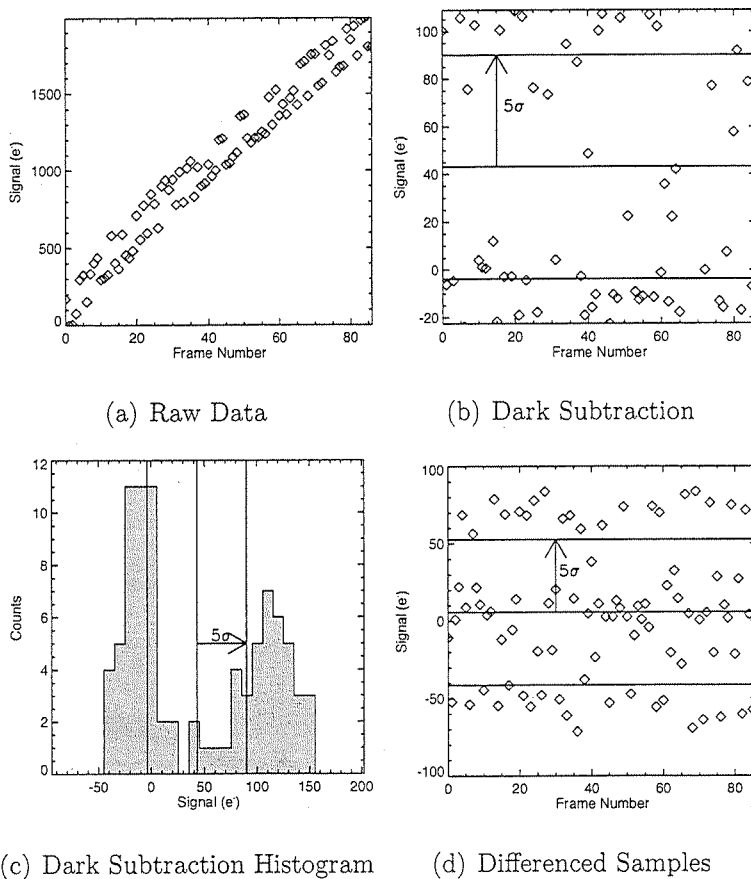 1500
1000
500
0
Signal (e-)
0 20 40 60 80
Frame Number
(a) Raw Data
100
80
60
40
20
0
-20
Signal (e-)
5σ
0 20 40 60 80
Frame Number
(b) Dark Subtraction
12
10
8
6
4
2
0
Counts
5σ
-50 0 50 100 150 200
Signal (e-)
(c) Dark Subtraction Histogram
100
50
0
-50
-100
Signal (e-)
5σ
0 20 40 60 80
Frame Number
(d) Differenced Samples